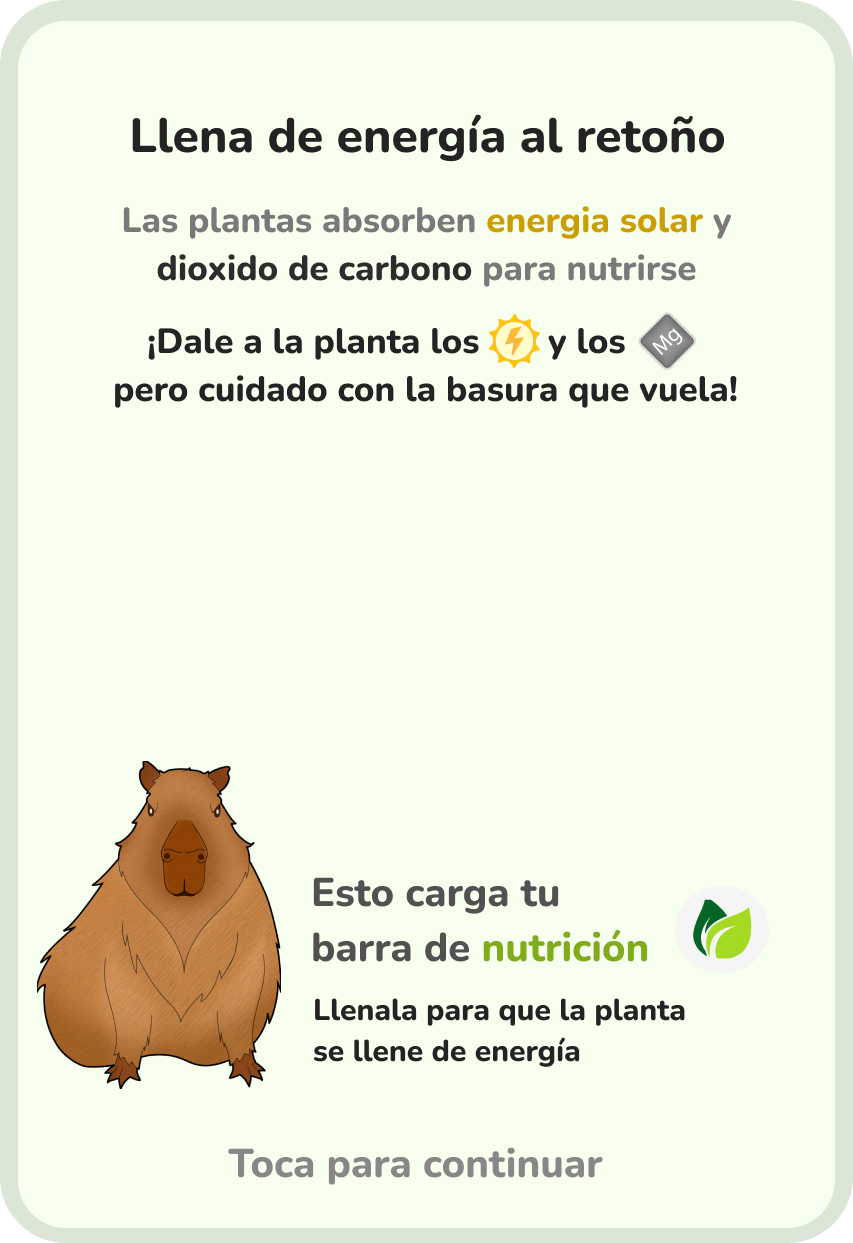 Llena de energía al retoño
Las plantas absorben energia solar y
dioxido de carbono para nutrirse
¡Dale a la planta los y los Mg
pero cuidado con la basura que vuela!
Esto carga tu
barra de nutrición
Llenala para que la planta
se llene de energía
Toca para continuar